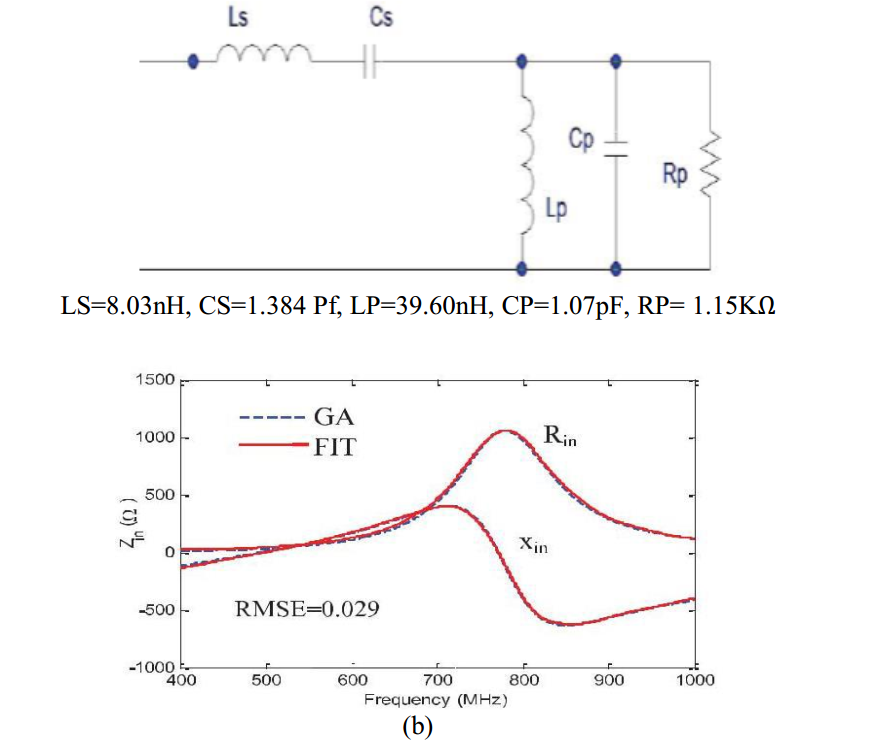 Ls Cs
Cp
Rp
Lp
LS=8.03nH, CS=1.384 Pf, LP=39.60nH, CP=1.07pF, RP= 1.15KΩ
1500
GA
1000
Rin
FIT
500
Zin (Ω)
0
xin
-500
RMSE=0.029
-1000
400 500 600 700 800 900 1000
Frequency (MHz)
(b)